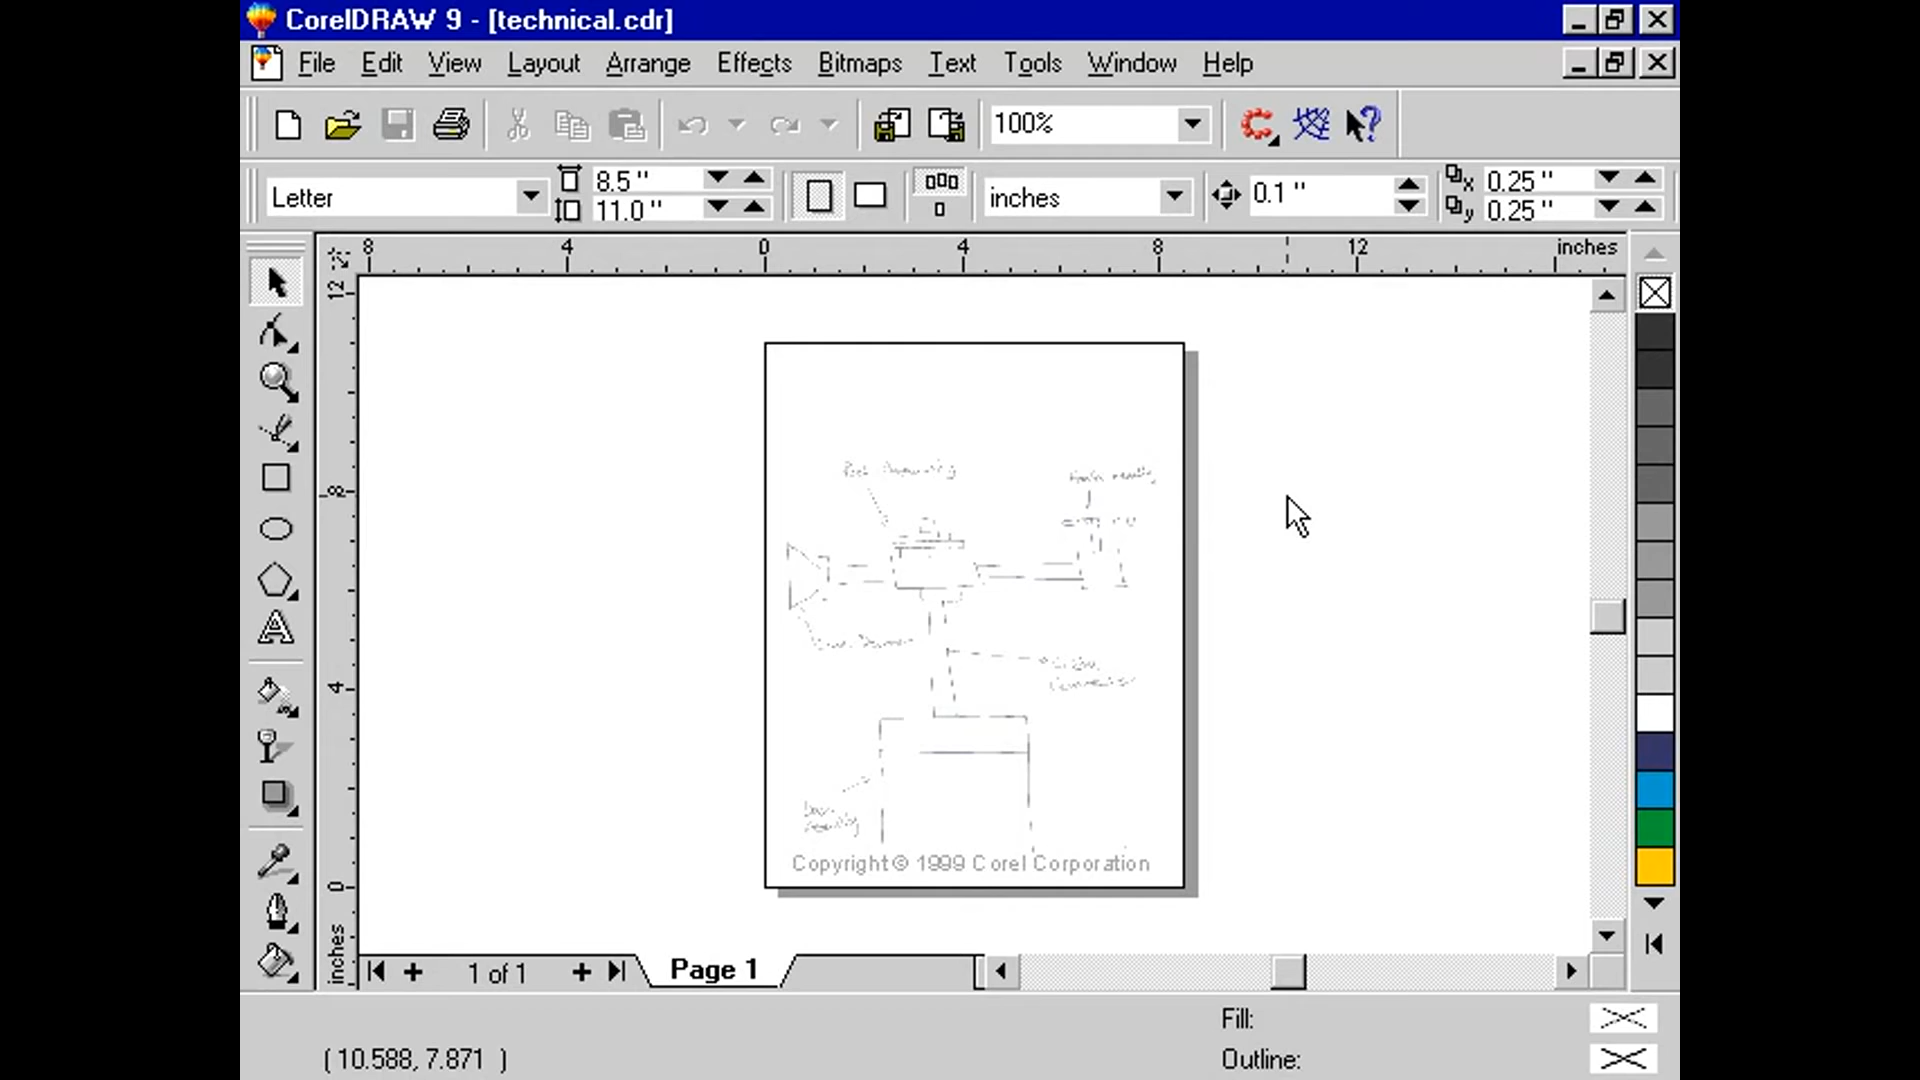 CorelDRAW 9 - [technical.cdr]
File Edit View Layout Arrange Effects Bitmaps Text Tools Window Help
100%
Letter 8.5 " inches 0.1 " x 0.25 "
11.0 " y 0.25 "
8 4 0 4 8 12 inches
12
8
4
0
inches
Copyright © 1999 Corel Corporation
1 of 1 Page 1
Fill:
( 10.588, 7.871 ) Outline: